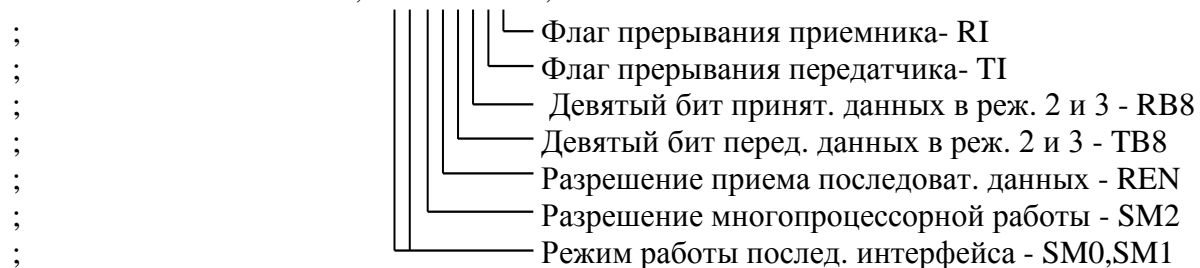 ; Флаг прерывания приемника- RI
; Флаг прерывания передатчика- TI
; Девятый бит принят. данных в реж. 2 и 3 - RB8
; Девятый бит перед. данных в реж. 2 и 3 - TB8
; Разрешение приема последоват. данных - REN
; Разрешение многопроцессорной работы - SM2
; Режим работы послед. интерфейса - SM0,SM1